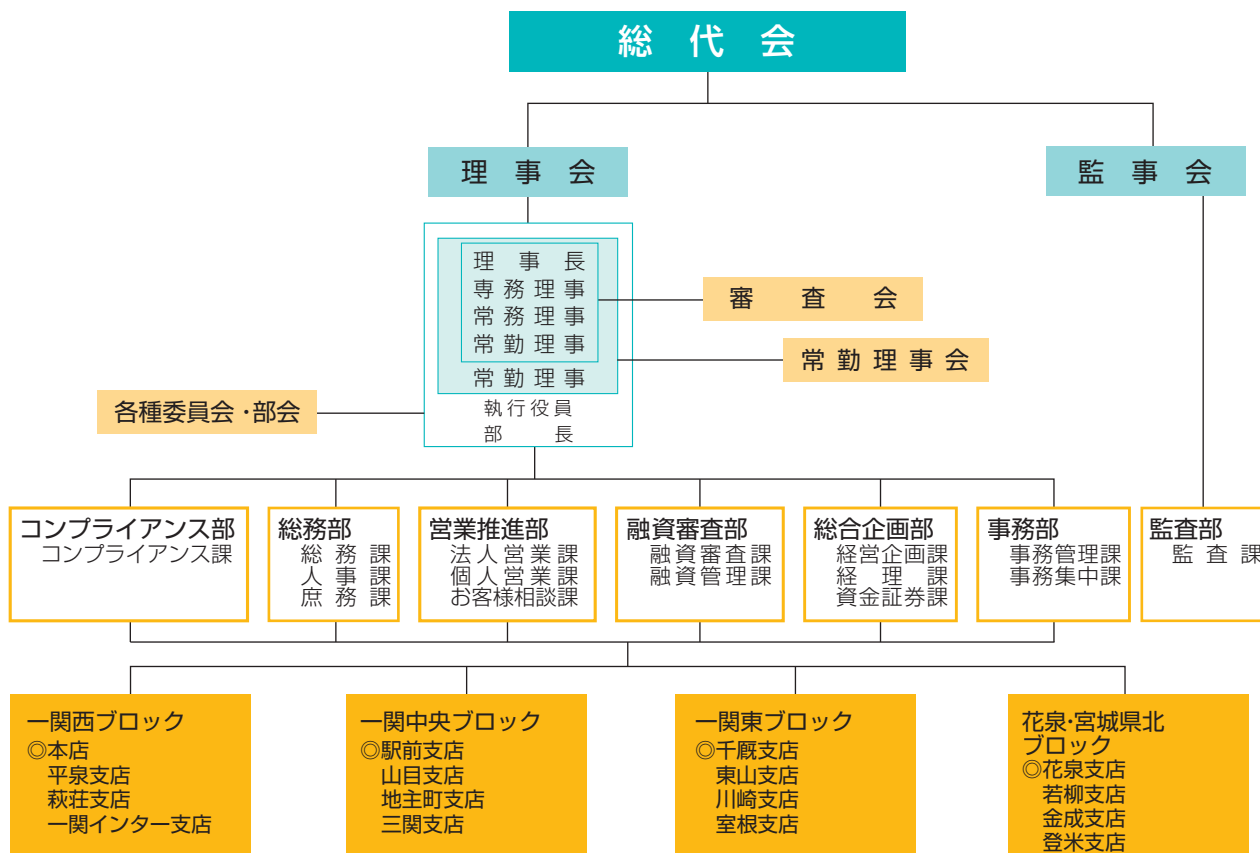 総代会
理事会
監事会
理事長
専務理事
常務理事
常勤理事
常勤理事
執行役員
部長
審査会
常勤理事会
各種委員会・部会
コンプライアンス部
コンプライアンス課
総務部
総務課
人事課
庶務課
営業推進部
法人営業課
個人営業課
お客様相談課
融資審査部
融資審査課
融資管理課
総合企画部
経営企画課
経理課
資金証券課
事務部
事務管理課
事務集中課
監査部
監査課
一関西ブロック
◎本店
平泉支店
萩荘支店
一関インター支店
一関中央ブロック
◎駅前支店
山目支店
地主町支店
三関支店
一関東ブロック
◎千厩支店
東山支店
川崎支店
室根支店
花泉・宮城県北
ブロック
◎花泉支店
若柳支店
金成支店
登米支店